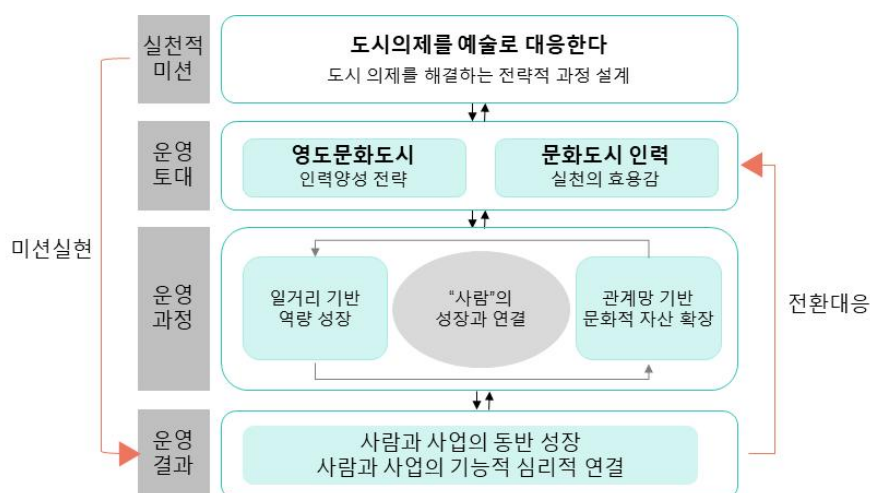 실천적
미션
도시의제를 예술로 대응한다
도시 의제를 해결하는 전략적 과정 설계
운영
토대
영도문화도시
인력양성 전략
문화도시 인력
실천의 효용감
미션실현
운영
과정
일거리 기반
역량 성장
“사람”의
성장과 연결
관계망 기반
문화적 자산 확장
전환대응
운영
결과
사람과 사업의 동반 성장
사람과 사업의 기능적 심리적 연결